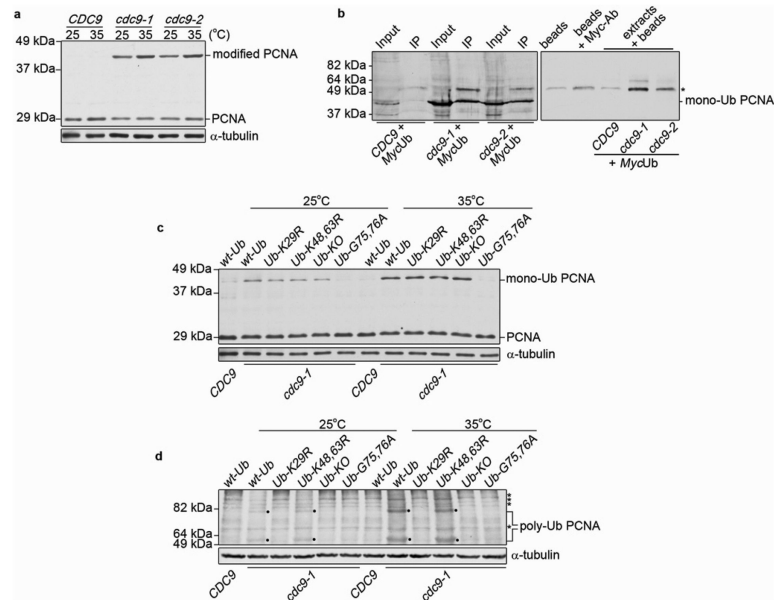 a
CDC9 cdc9-1 cdc9-2
25 35 25 35 25 35 (°C)
49 kDa
modified PCNA
37 kDa
29 kDa
PCNA
α-tubulin
b
Input IP Input IP Input IP
82 kDa
64 kDa
49 kDa
37 kDa
CDC9 + MycUb
cdc9-1 + MycUb
cdc9-2 + MycUb
beads
beads + Myc-Ab
extracts + beads
*
mono-Ub PCNA
CDC9 cdc9-1 cdc9-2
+ MycUb
c
25°C 35°C
wt-Ub wt-Ub Ub-K29R Ub-K48,63R Ub-KO Ub-G75,76A wt-Ub wt-Ub Ub-K29R Ub-K48,63R Ub-KO Ub-G75,76A
49 kDa
mono-Ub PCNA
37 kDa
29 kDa
PCNA
α-tubulin
CDC9 cdc9-1 CDC9 cdc9-1
d
25°C 35°C
wt-Ub wt-Ub Ub-K29R Ub-K48,63R Ub-KO Ub-G75,76A wt-Ub wt-Ub Ub-K29R Ub-K48,63R Ub-KO Ub-G75,76A
82 kDa
poly-Ub PCNA
64 kDa
49 kDa
α-tubulin
CDC9 cdc9-1 CDC9 cdc9-1